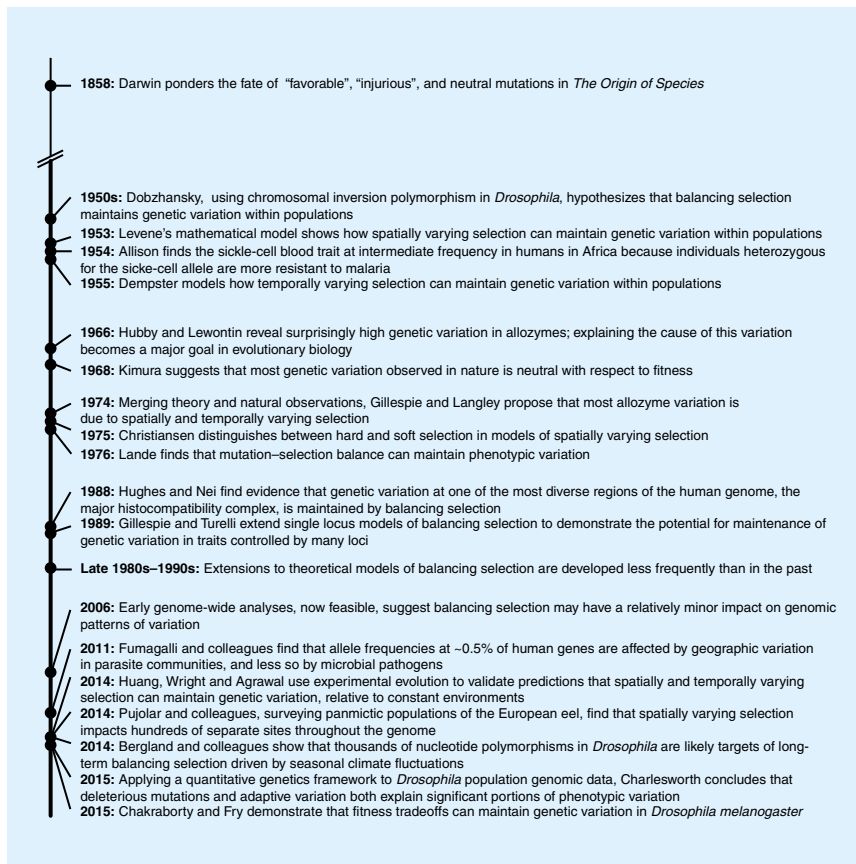 1858: Darwin ponders the fate of “favorable”, “injurious”, and neutral mutations in The Origin of Species
1950s: Dobzhansky, using chromosomal inversion polymorphism in Drosophila, hypothesizes that balancing selection
maintains genetic variation within populations
1953: Levene's mathematical model shows how spatially varying selection can maintain genetic variation within populations
1954: Allison finds the sickle-cell blood trait at intermediate frequency in humans in Africa because individuals heterozygous
for the sicke-cell allele are more resistant to malaria
1955: Dempster models how temporally varying selection can maintain genetic variation within populations
1966: Hubby and Lewontin reveal surprisingly high genetic variation in allozymes; explaining the cause of this variation
becomes a major goal in evolutionary biology
1968: Kimura suggests that most genetic variation observed in nature is neutral with respect to fitness
1974: Merging theory and natural observations, Gillespie and Langley propose that most allozyme variation is
due to spatially and temporally varying selection
1975: Christiansen distinguishes between hard and soft selection in models of spatially varying selection
1976: Lande finds that mutation–selection balance can maintain phenotypic variation
1988: Hughes and Nei find evidence that genetic variation at one of the most diverse regions of the human genome, the
major histocompatibility complex, is maintained by balancing selection
1989: Gillespie and Turelli extend single locus models of balancing selection to demonstrate the potential for maintenance of
genetic variation in traits controlled by many loci
Late 1980s–1990s: Extensions to theoretical models of balancing selection are developed less frequently than in the past
2006: Early genome-wide analyses, now feasible, suggest balancing selection may have a relatively minor impact on genomic
patterns of variation
2011: Fumagalli and colleagues find that allele frequencies at ~0.5% of human genes are affected by geographic variation
in parasite communities, and less so by microbial pathogens
2014: Huang, Wright and Agrawal use experimental evolution to validate predictions that spatially and temporally varying
selection can maintain genetic variation, relative to constant environments
2014: Pujolar and colleagues, surveying panmictic populations of the European eel, find that spatially varying selection
impacts hundreds of separate sites throughout the genome
2014: Bergland and colleagues show that thousands of nucleotide polymorphisms in Drosophila are likely targets of long-
term balancing selection driven by seasonal climate fluctuations
2015: Applying a quantitative genetics framework to Drosophila population genomic data, Charlesworth concludes that
deleterious mutations and adaptive variation both explain significant portions of phenotypic variation
2015: Chakraborty and Fry demonstrate that fitness tradeoffs can maintain genetic variation in Drosophila melanogaster